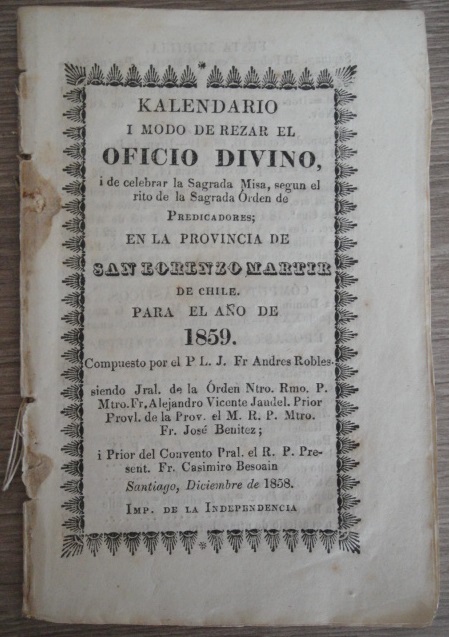 KALENDARIO
I MODO DE REZAR EL
OFICIO DIVINO,
i de celebrar la Sagrada Misa, segun el
rito de la Sagrada Órden de
PREDICADORES;
EN LA PROVINCIA DE
SAN LORENZO MARTIR
DE CHILE.
PARA EL AÑO DE
1859.
Compuesto por el P L. J. Fr Andres Robles.
siendo Jral. de la Órden Ntro. Rmo. P.
Mtro. Fr, Alejandro Vicente Jandel. Prior
Provl. de la Prov. el M. R. P. Mtro.
Fr. José Benitez;
i Prior del Convento Pral. el R. P. Pre-
sent. Fr. Casimiro Besoain
Santiago, Diciembre de 1858.
IMP. DE LA INDEPENDENCIA